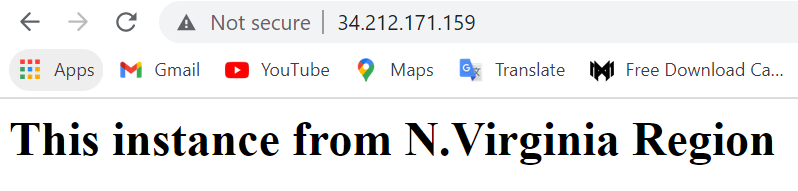 Not secure | 34.212.171.159
Apps Gmail YouTube Maps Translate Free Download Ca...
This instance from N.Virginia Region